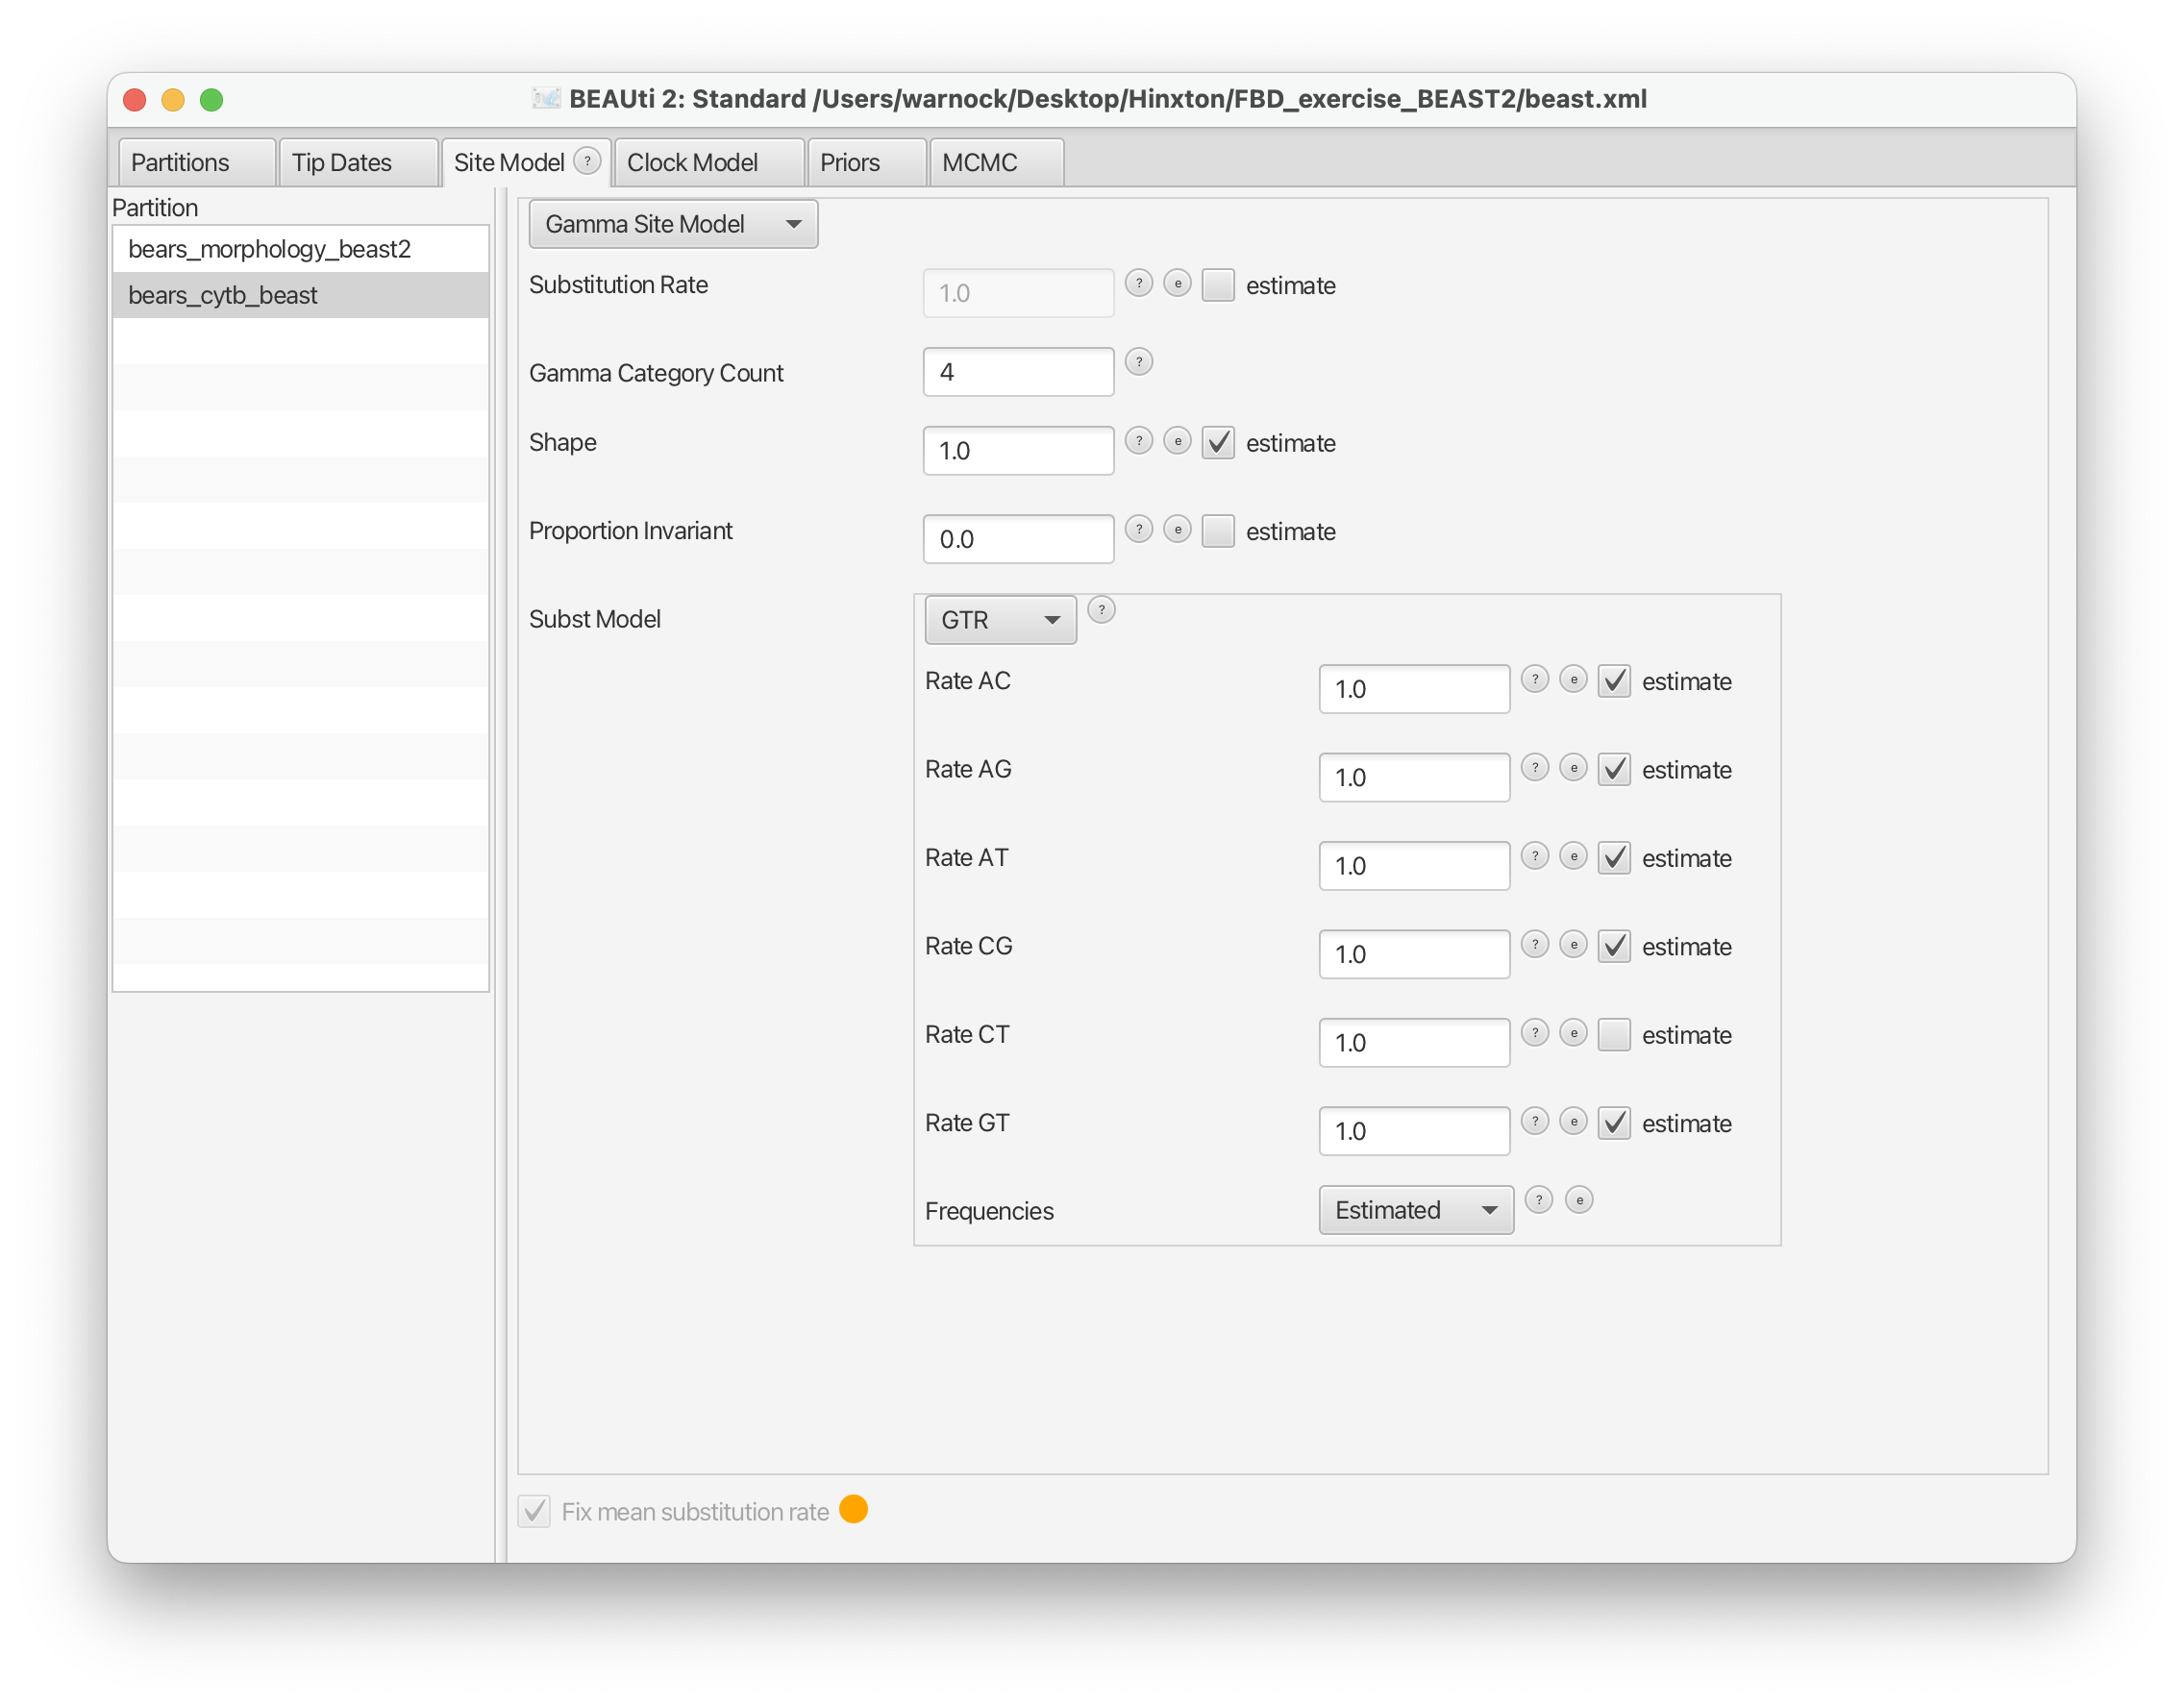 BEAUti 2: Standard /Users/warnock/Desktop/Hinxton/FBD_exercise_BEAST2/beast.xml
Partitions Tip Dates Site Model ? Clock Model Priors MCMC
Partition
bears_morphology_beast2
bears_cytb_beast
Gamma Site Model
Substitution Rate 1.0 ? e estimate
Gamma Category Count 4 ?
Shape 1.0 ? e estimate
Proportion Invariant 0.0 ? e estimate
Subst Model GTR ?
Rate AC 1.0 ? e estimate
Rate AG 1.0 ? e estimate
Rate AT 1.0 ? e estimate
Rate CG 1.0 ? e estimate
Rate CT 1.0 ? e estimate
Rate GT 1.0 ? e estimate
Frequencies Estimated ? e
Fix mean substitution rate